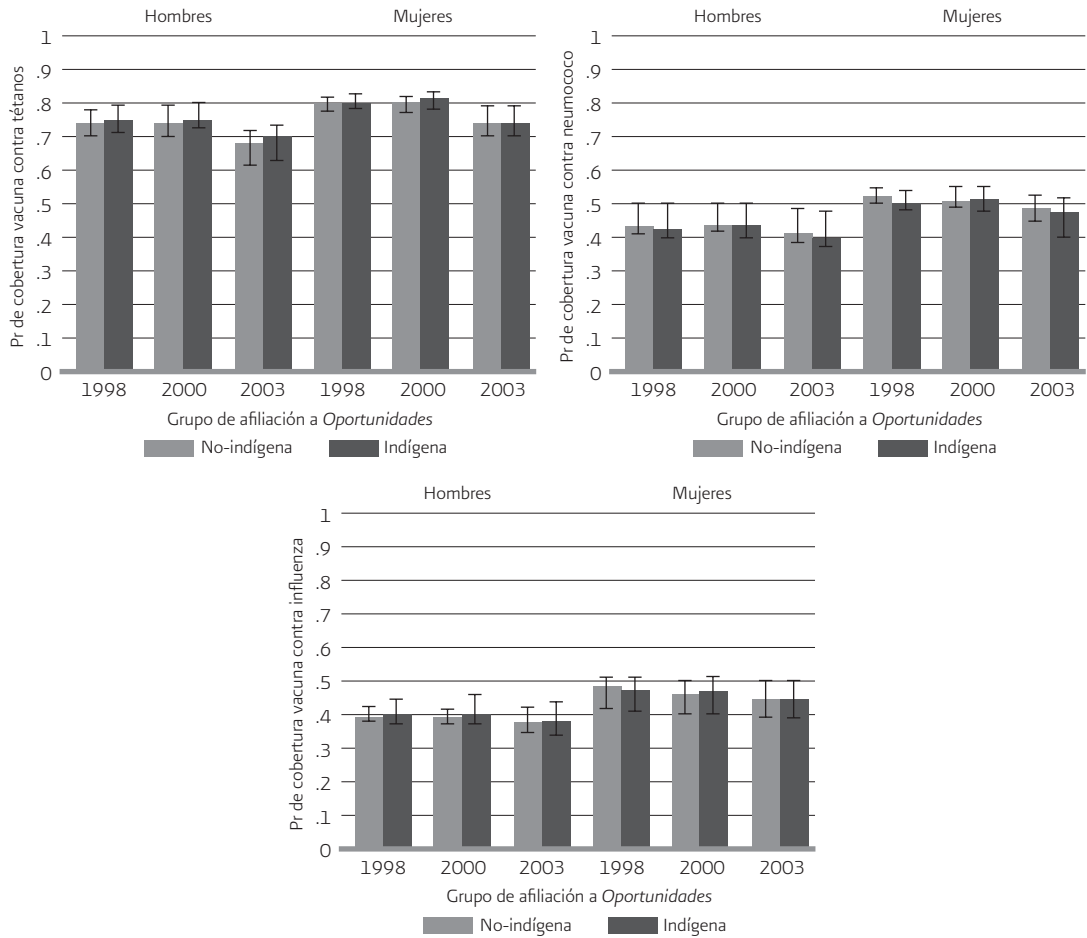 Hombres Mujeres
Pr de cobertura vacuna contra tétanos
1
.9
.8
.7
.6
.5
.4
.3
.2
.1
0
1998 2000 2003 1998 2000 2003
Grupo de afiliación a Oportunidades
No-indígena Indígena
Hombres Mujeres
Pr de cobertura vacuna contra neumococo
1
.9
.8
.7
.6
.5
.4
.3
.2
.1
0
1998 2000 2003 1998 2000 2003
Grupo de afiliación a Oportunidades
No-indígena Indígena
Hombres Mujeres
Pr de cobertura vacuna contra influenza
1
.9
.8
.7
.6
.5
.4
.3
.2
.1
0
1998 2000 2003 1998 2000 2003
Grupo de afiliación a Oportunidades
No-indígena Indígena